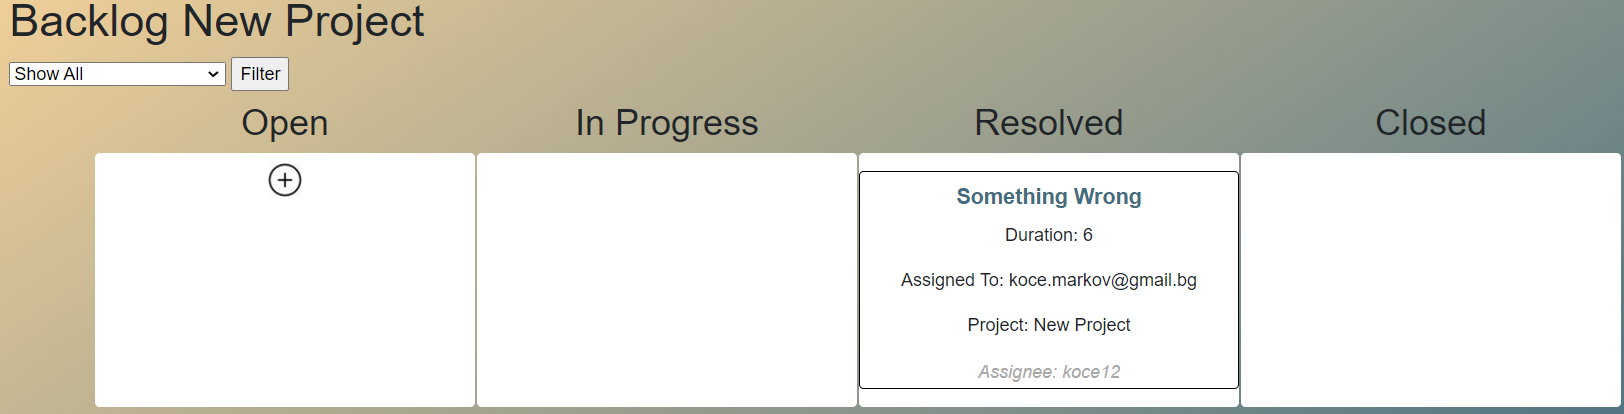 Backlog New Project
Show All
Filter
Open
In Progress
Resolved
Closed
Something Wrong
Duration: 6
Assigned To: koce.markov@gmail.bg
Project: New Project
Assignee: koce12